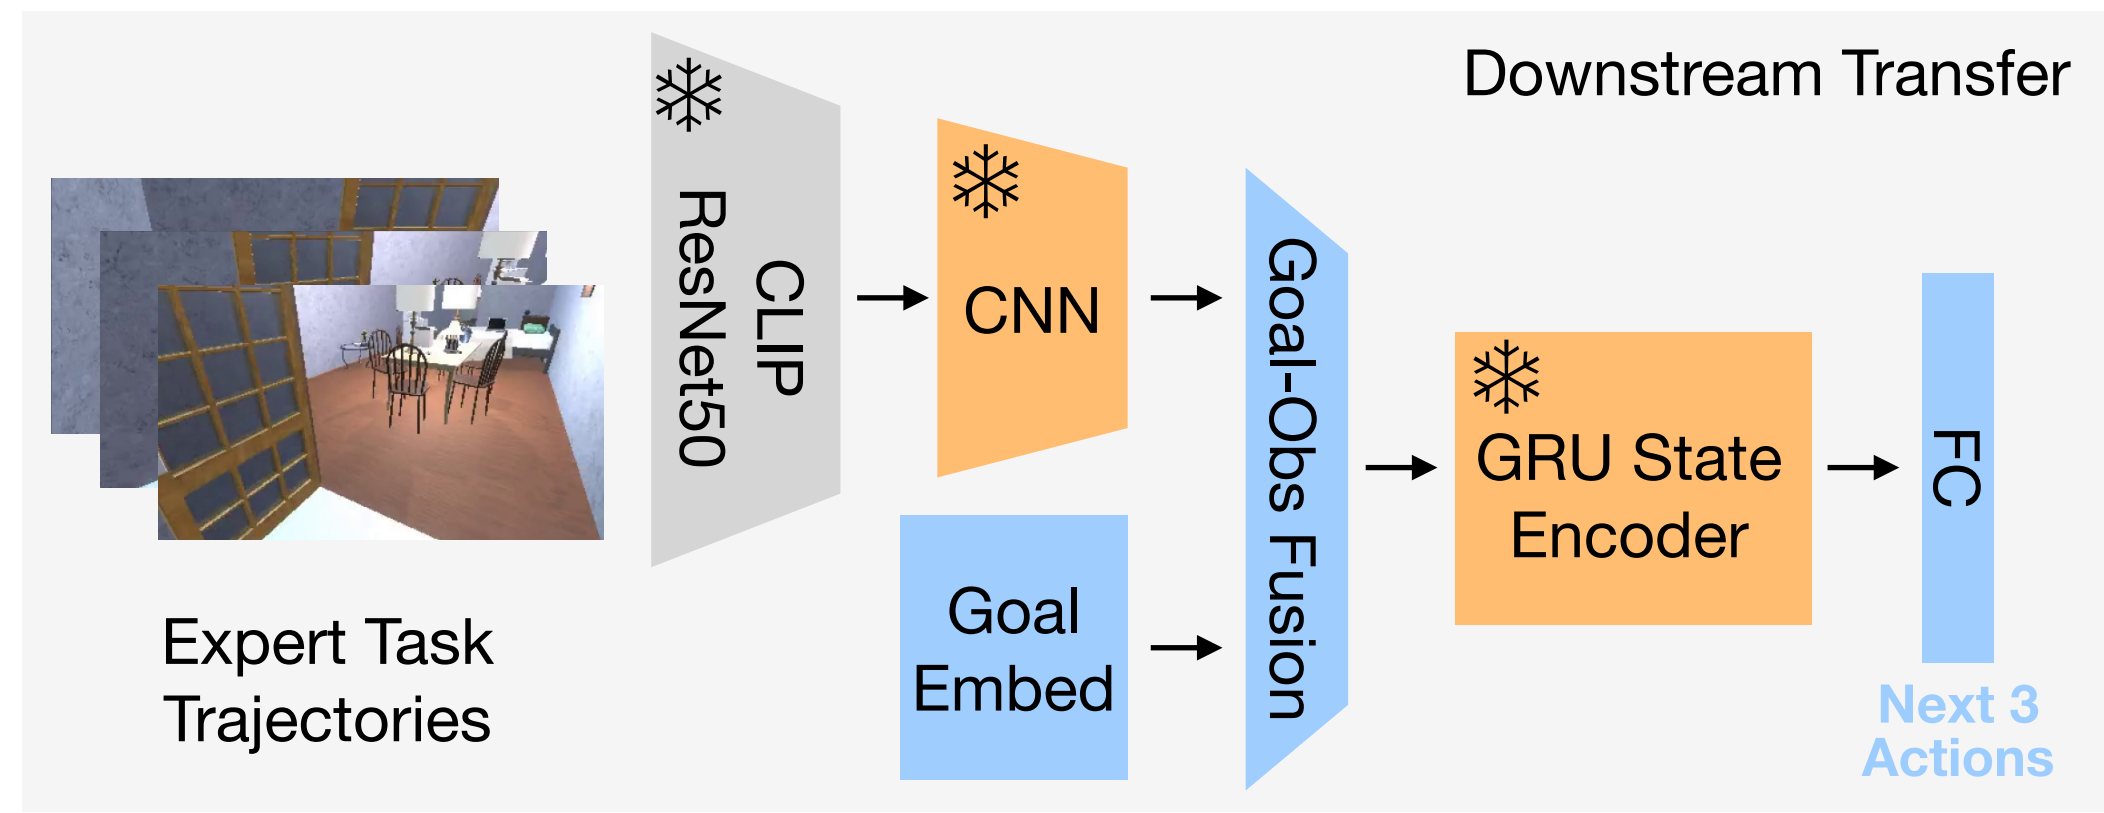 Downstream Transfer
CLIP
ResNet50
CNN
Goal
Embed
Goal-Obs Fusion
GRU State
Encoder
FC
Next 3
Actions
Expert Task
Trajectories